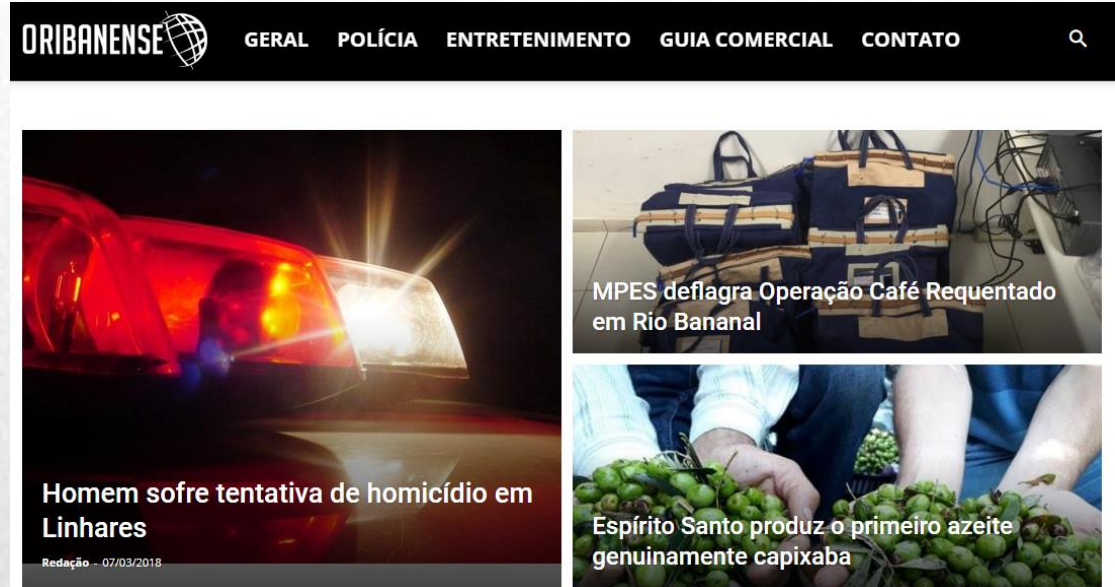 ORIBANENSE
GERAL POLÍCIA ENTRETENIMENTO GUIA COMERCIAL CONTATO
Homem sofre tentativa de homicídio em
Linhares
Redação - 07/03/2018
MPES deflagra Operação Café Requentado
em Rio Bananal
Espírito Santo produz o primeiro azeite
genuinamente capixaba